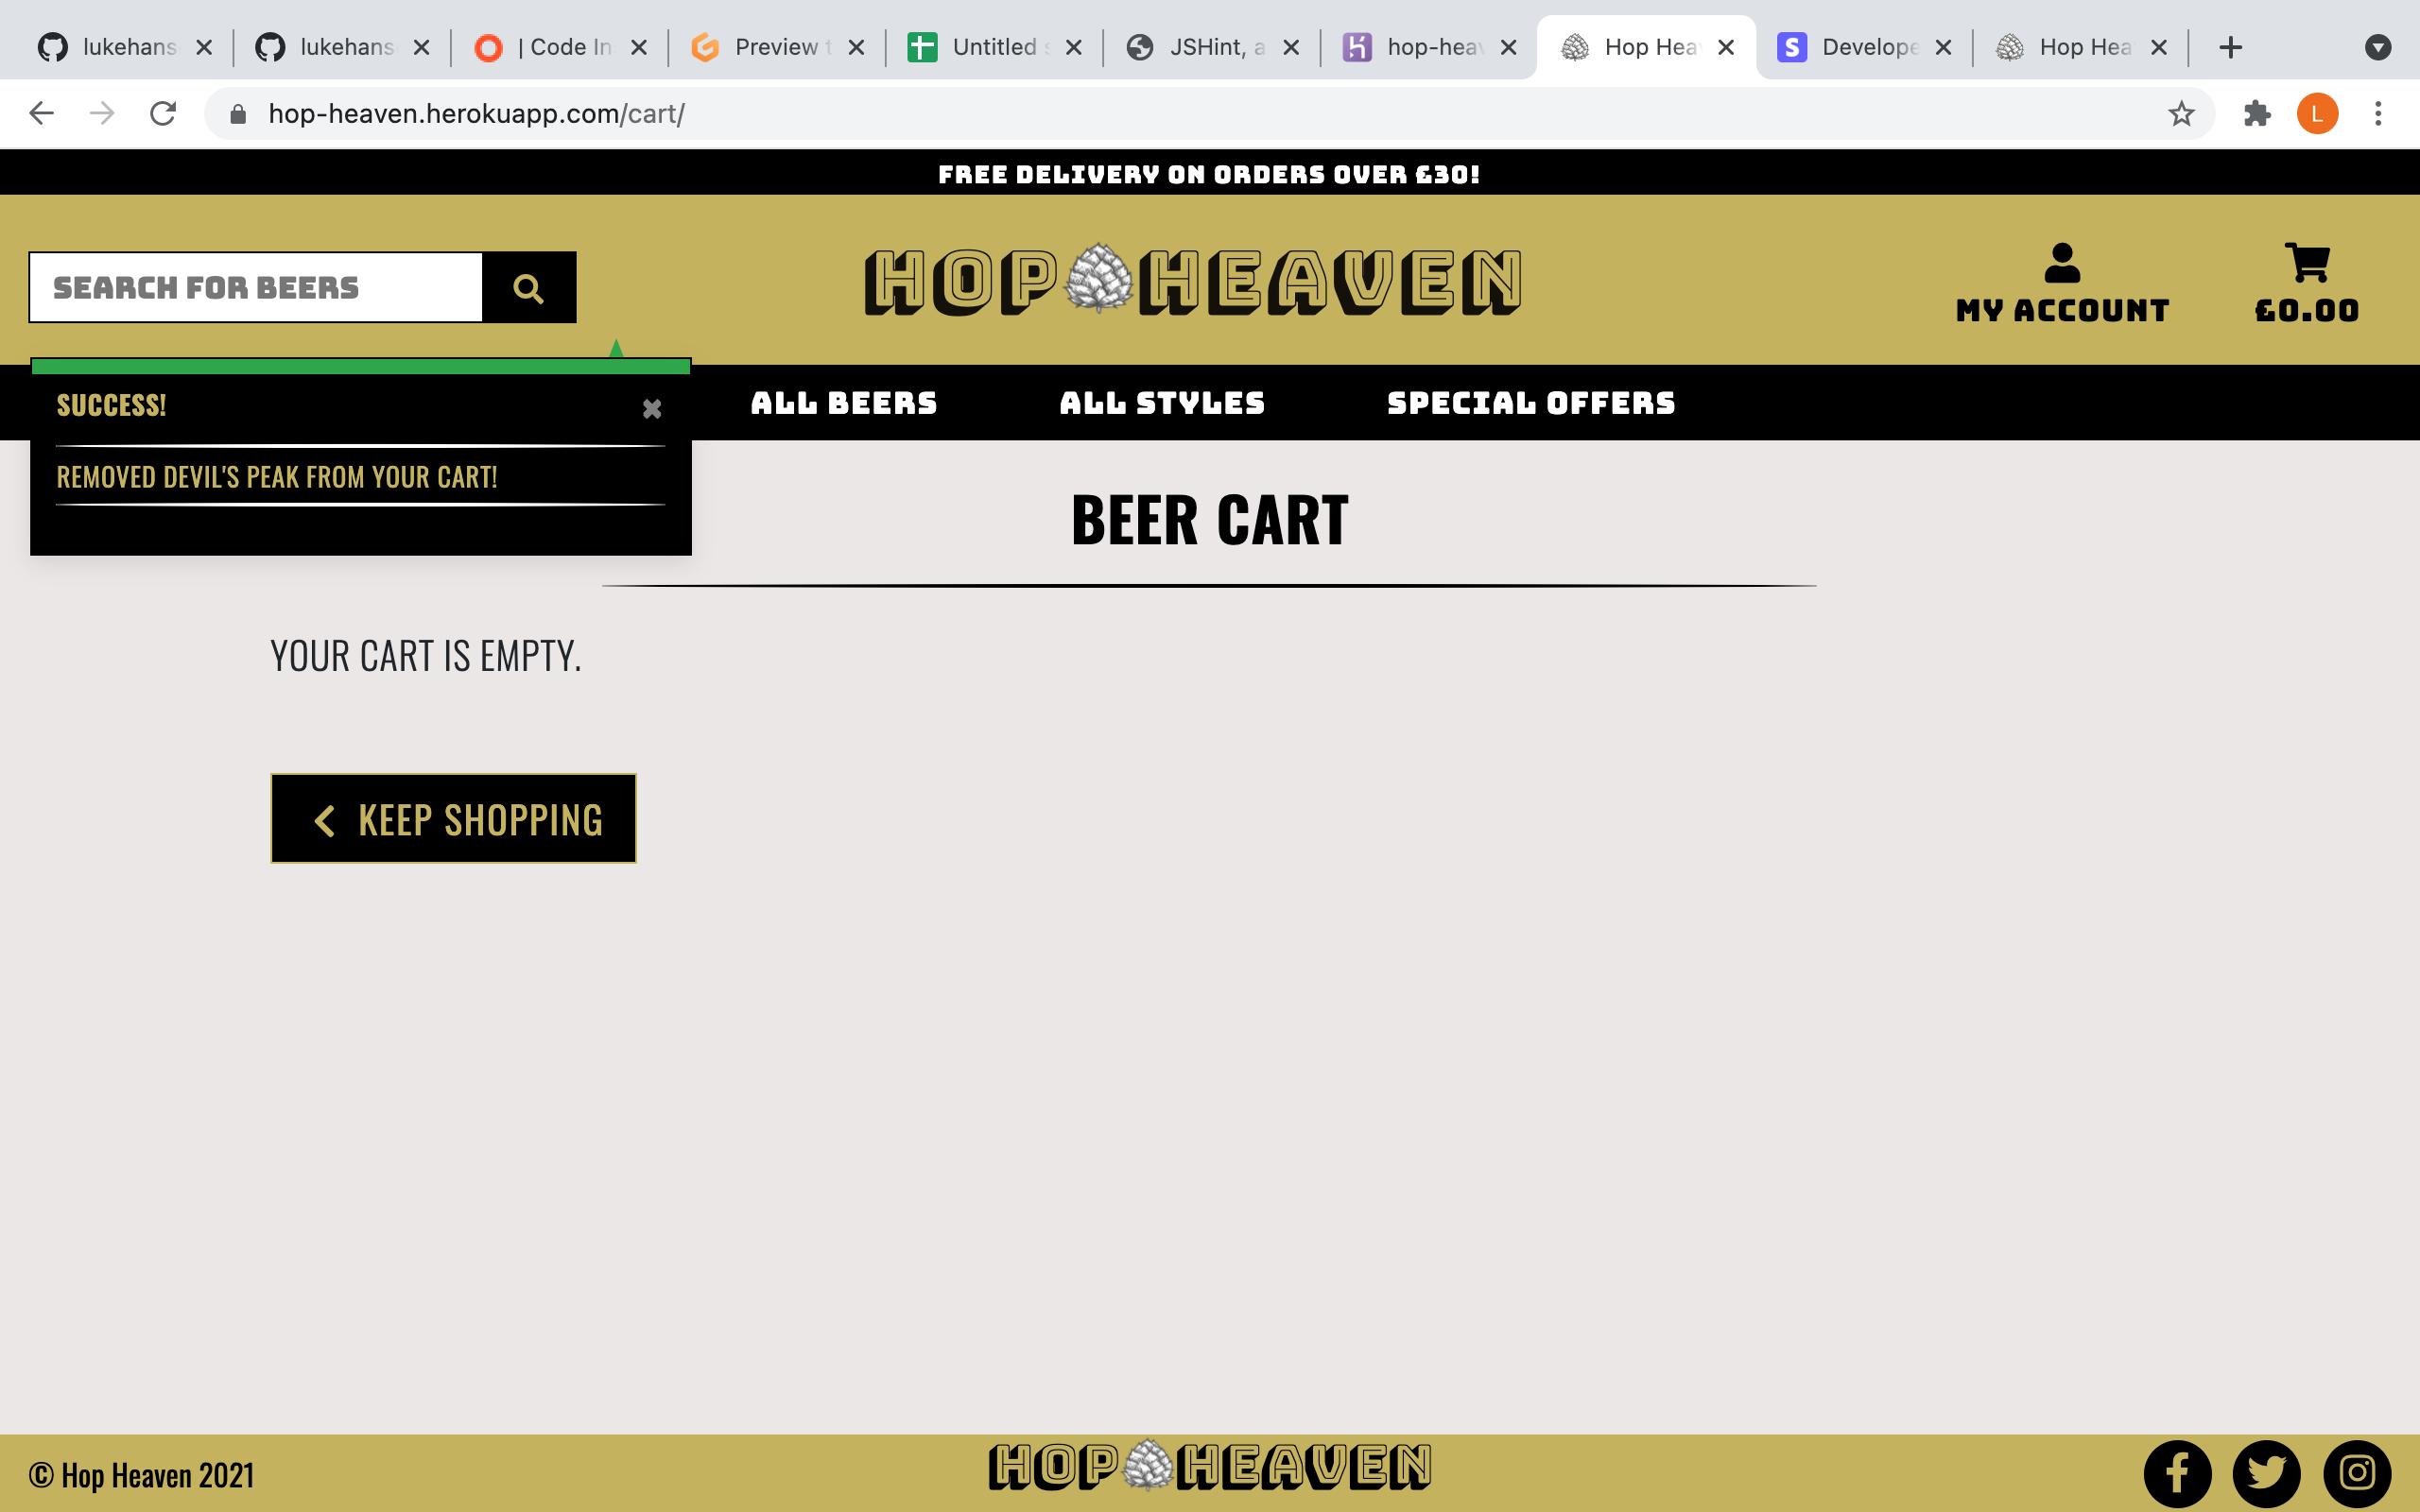 lukehans
lukehans
| Code In
Preview t
Untitled s
JSHint, a
hop-heav
Hop Hea
Develope
Hop Hea
hop-heaven.herokuapp.com/cart/
L
FREE DELIVERY ON ORDERS OVER £30!
SEARCH FOR BEERS
HOP HEAVEN
MY ACCOUNT
£0.00
ALL BEERS
ALL STYLES
SPECIAL OFFERS
SUCCESS!
REMOVED DEVIL'S PEAK FROM YOUR CART!
BEER CART
YOUR CART IS EMPTY.
KEEP SHOPPING
© Hop Heaven 2021
HOP HEAVEN